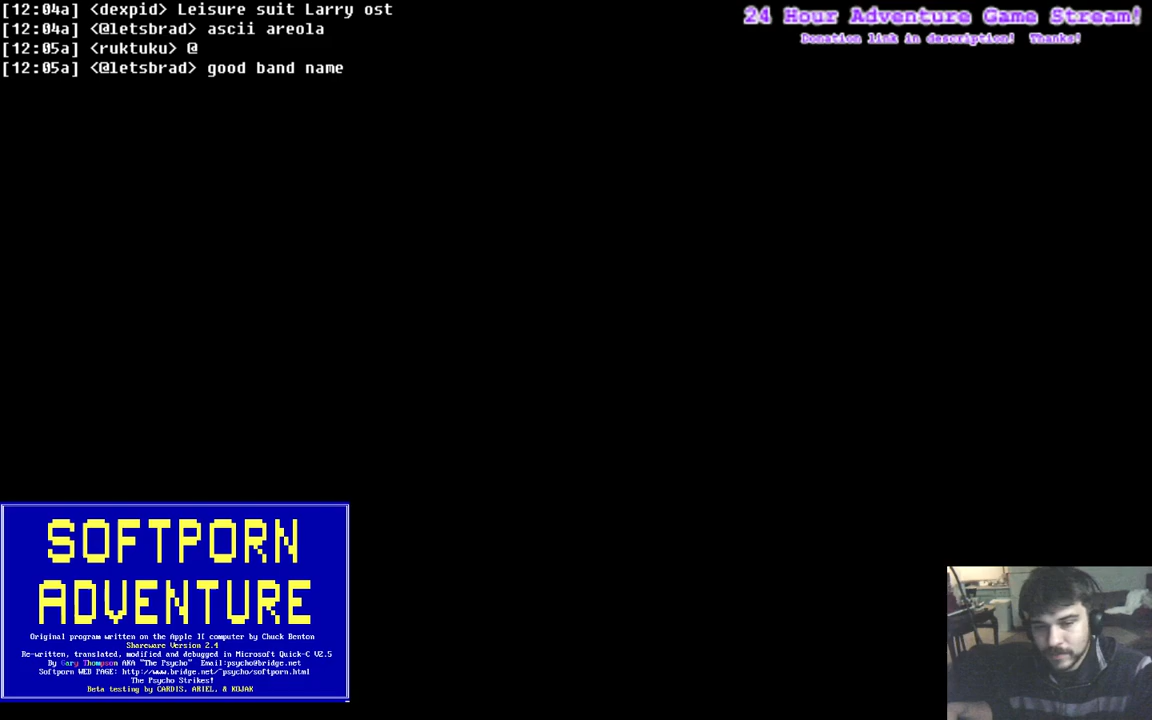 [12:04a] <dexpid> Leisure suit Larry ost
[12:04a] <@letsbrad> ascii areola
[12:05a] <ruktuku> @
[12:05a] <@letsbrad> good band name
24 Hour Adventure Game Stream!
Donation link in description! Thanks!
SOFTPORN
ADVENTURE
Original program written on the Apple ][ computer by Chuck Benton
Shareware Version 2.4
Re-written, translated, modified and debugged in Microsoft Quick-C V2.5
By Gary Thompson AKA "The Psycho" Email:psycho@bridge.net
Softporn WEB PAGE: http://www.bridge.net/~psycho/softporn.html
The Psycho Strikes!
Beta testing by CARDIS, ARIEL, & KOJAK